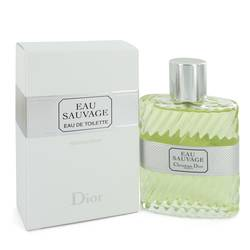 EAU
SAUVAGE
EAU DE TOILETTE
Dior
EAU
SAUVAGE
Christian Dior